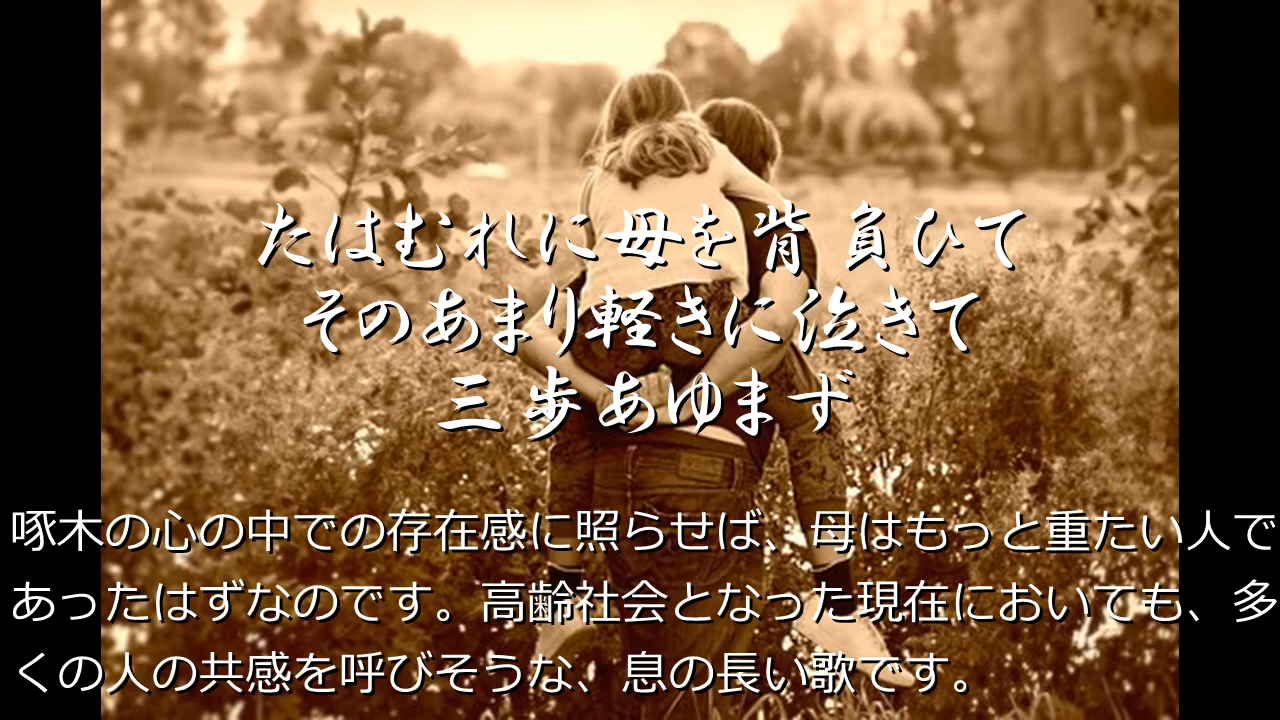 たはむれに母を背負ひて
そのあまり軽きに泣きて
三歩あゆまず
啄木の心の中での存在感に照らせば、母はもっと重たい人で
あったはずなのです。高齢社会となった現在においても、多
くの人の共感を呼びそうな、息の長い歌です。